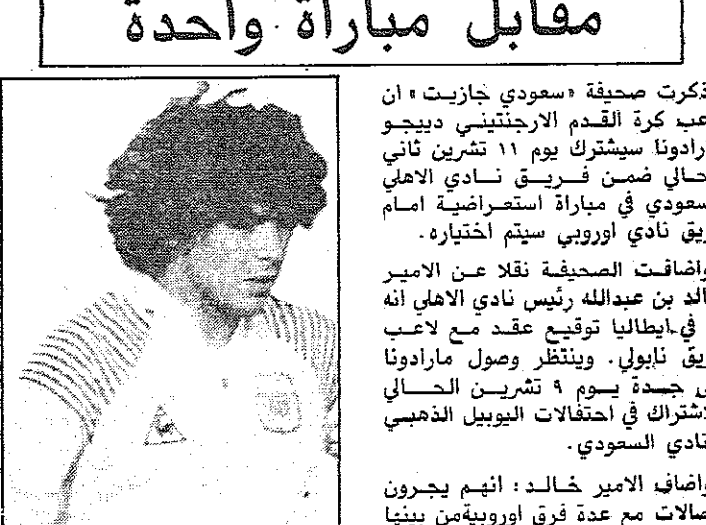 مقابل مباراة واحدة
ذكرت صحيفة «سعودي جازيت» ان
عب كرة القدم الارجنتيني دييجو
رادونا سيشترك يوم ١١ تشرين ثاني
حالي ضمن فريق نادي الاهلي
سعودي في مباراة استعراضية امام
ريق نادي اوروبي سيتم اختياره.
واضافت الصحيفة نقلا عن الامير
الد بن عبدالله رئيس نادي الاهلي انه
في ايطاليا توقيع عقد مع لاعب
ريق نابولي. وينتظر وصول مارادونا
ى جدة يوم ٩ تشرين الحالي
لاشتراك في احتفالات اليوبيل الذهبي
نادي السعودي.
واضاف الامير خالد: انهم يجرون
صالات مع عدة فرق اوروبية من بينها